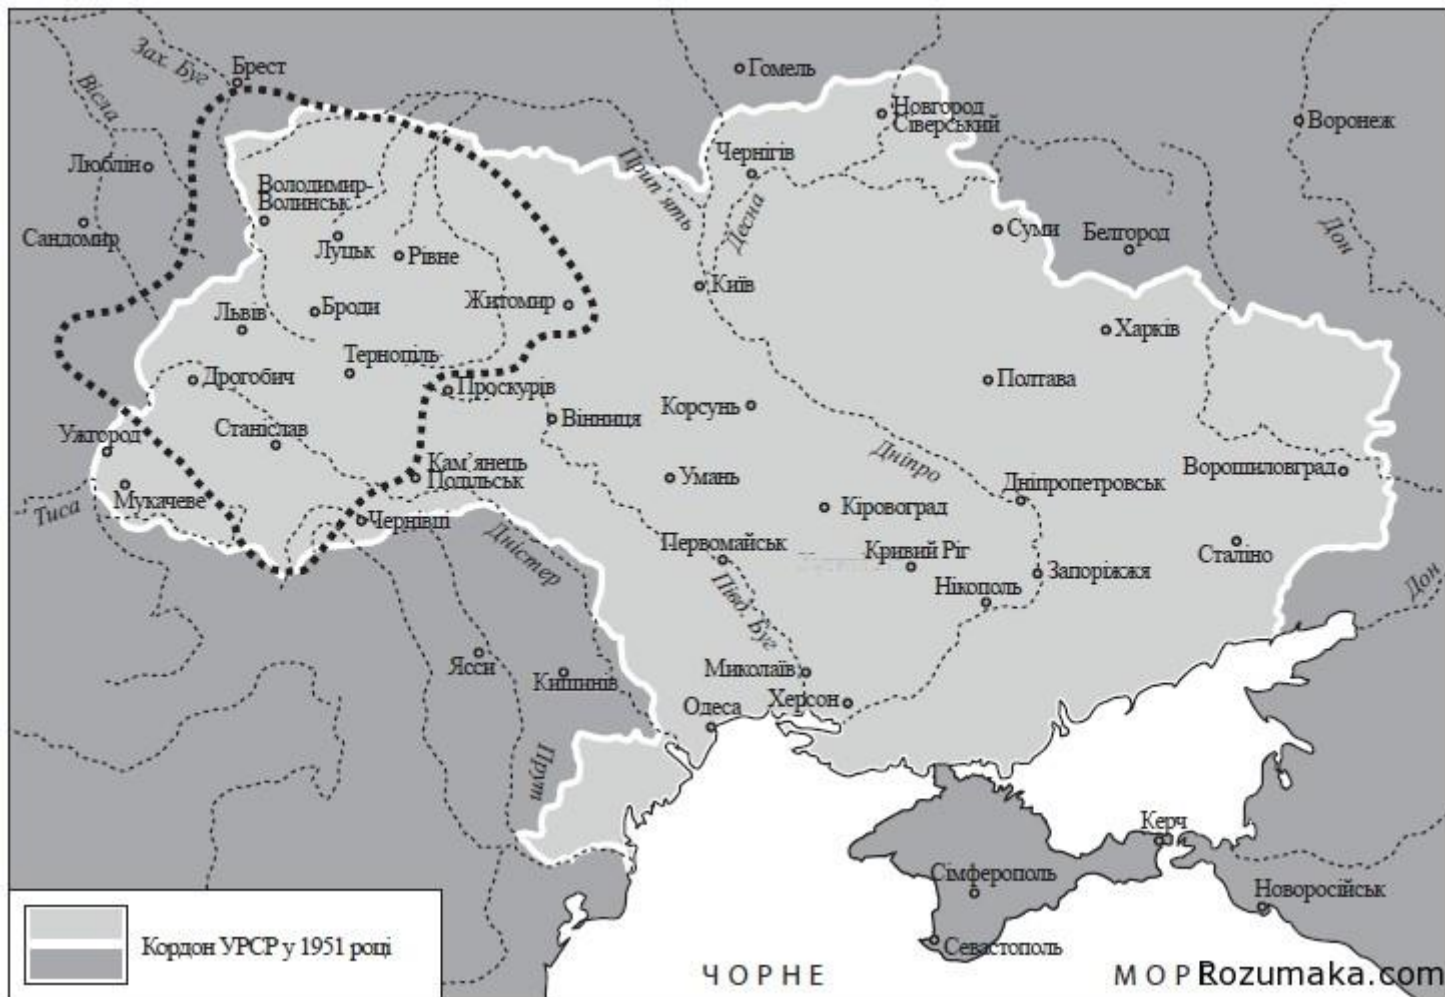 Зах. Буг
Брест
Вісла
Люблін
Сандомир
Гомель
Новгород
Сіверський
Воронеж
Чернігів
Прип'ять
Десна
Володимир-
Волинськ
Луцьк
Рівне
Суми
Белгород
Дон
Київ
Житомир
Львів
Броди
Харків
Тернопіль
Дрогобич
Проскурів
Полтава
Корсунь
Вінниця
Станіслав
Ужгород
Дніпро
Кам'янець
Подільськ
Умань
Дніпропетровськ
Ворошиловград
Мукачеве
Тиса
Чернівці
Кіровоград
Дністер
Первомайськ
Кривий Ріг
Сталіно
Запоріжжя
Нікополь
Дон
Півд. Буг
Ясси
Кишинів
Миколаїв
Херсон
Одеса
Прут
Керч
Сімферополь
Новоросійськ
Севастополь
Кордон УРСР у 1951 році
ЧОРНЕ МОРЕ
Rozumaka.com